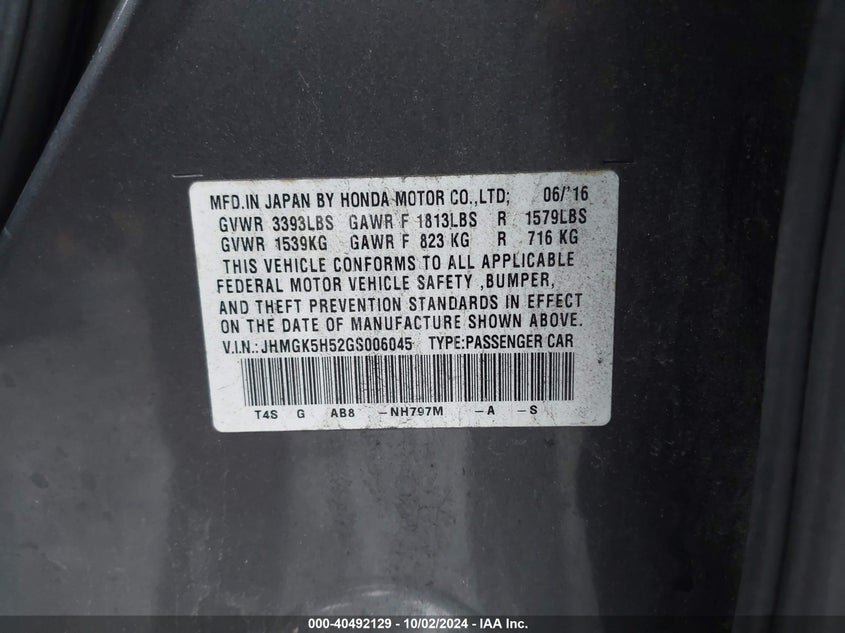 MFD.IN JAPAN BY HONDA MOTOR CO.,LTD; 06/'16
GVWR 3393LBS GAWR F 1813LBS R 1579LBS
GVWR 1539KG GAWR F 823 KG R 716 KG
THIS VEHICLE CONFORMS TO ALL APPLICABLE
FEDERAL MOTOR VEHICLE SAFETY ,BUMPER,
AND THEFT PREVENTION STANDARDS IN EFFECT
ON THE DATE OF MANUFACTURE SHOWN ABOVE.
V.I.N.: JHMGK5H52GS006045 TYPE:PASSENGER CAR
T4S G AB8 -NH797M -A -S
000-40492129 - 10/02/2024 - IAA Inc.